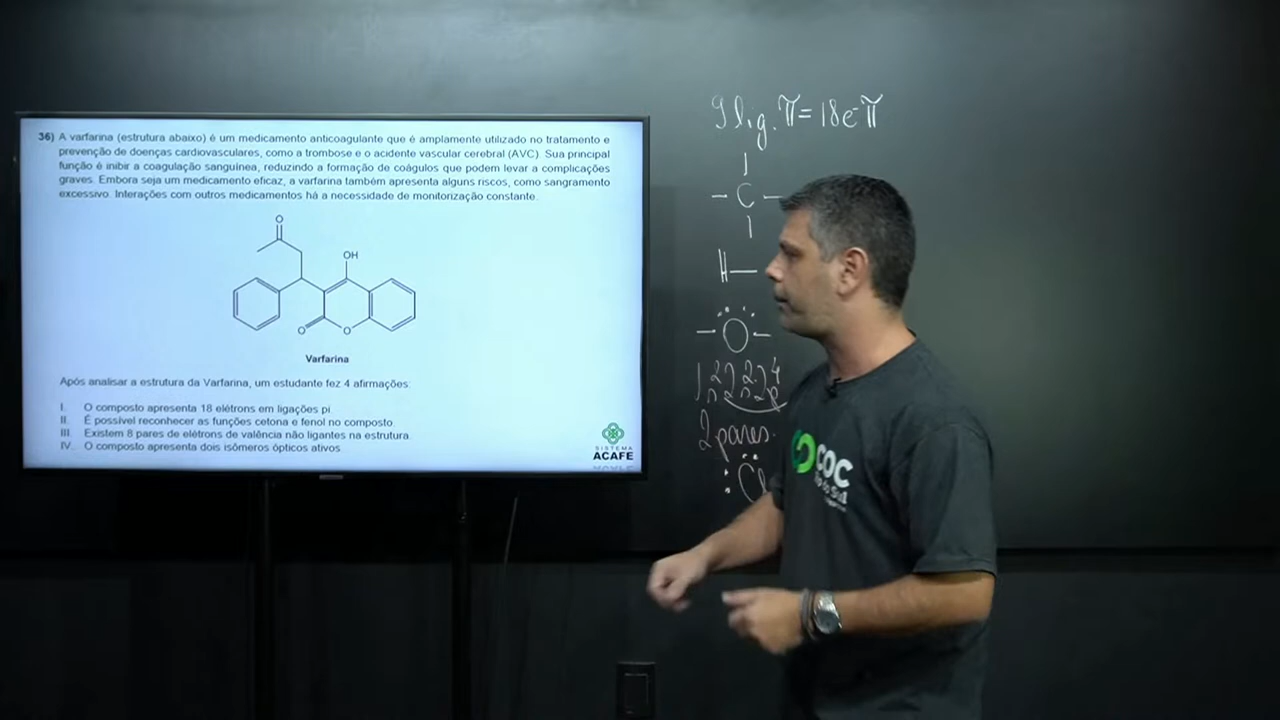 36) A varfarina (estrutura abaixo) é um medicamento anticoagulante que é amplamente utilizado no tratamento e
prevenção de doenças cardiovasculares, como a trombose e o acidente vascular cerebral (AVC). Sua principal
função é inibir a coagulação sanguínea, reduzindo a formação de coágulos que podem levar a complicações
graves. Embora seja um medicamento eficaz, a varfarina também apresenta alguns riscos, como sangramento
excessivo. Interações com outros medicamentos há a necessidade de monitorização constante.
O
OH
O
O
Varfarina
Após analisar a estrutura da Varfarina, um estudante fez 4 afirmações:
I. O composto apresenta 18 elétrons em ligações pi.
II. É possível reconhecer as funções cetona e fenol no composto.
III. Existem 8 pares de elétrons de valência não ligantes na estrutura.
IV. O composto apresenta dois isômeros ópticos ativos.
SISTEMA
ACAFE
9 lig. π = 18e⁻ π
C
H
O
2 pares.
COC